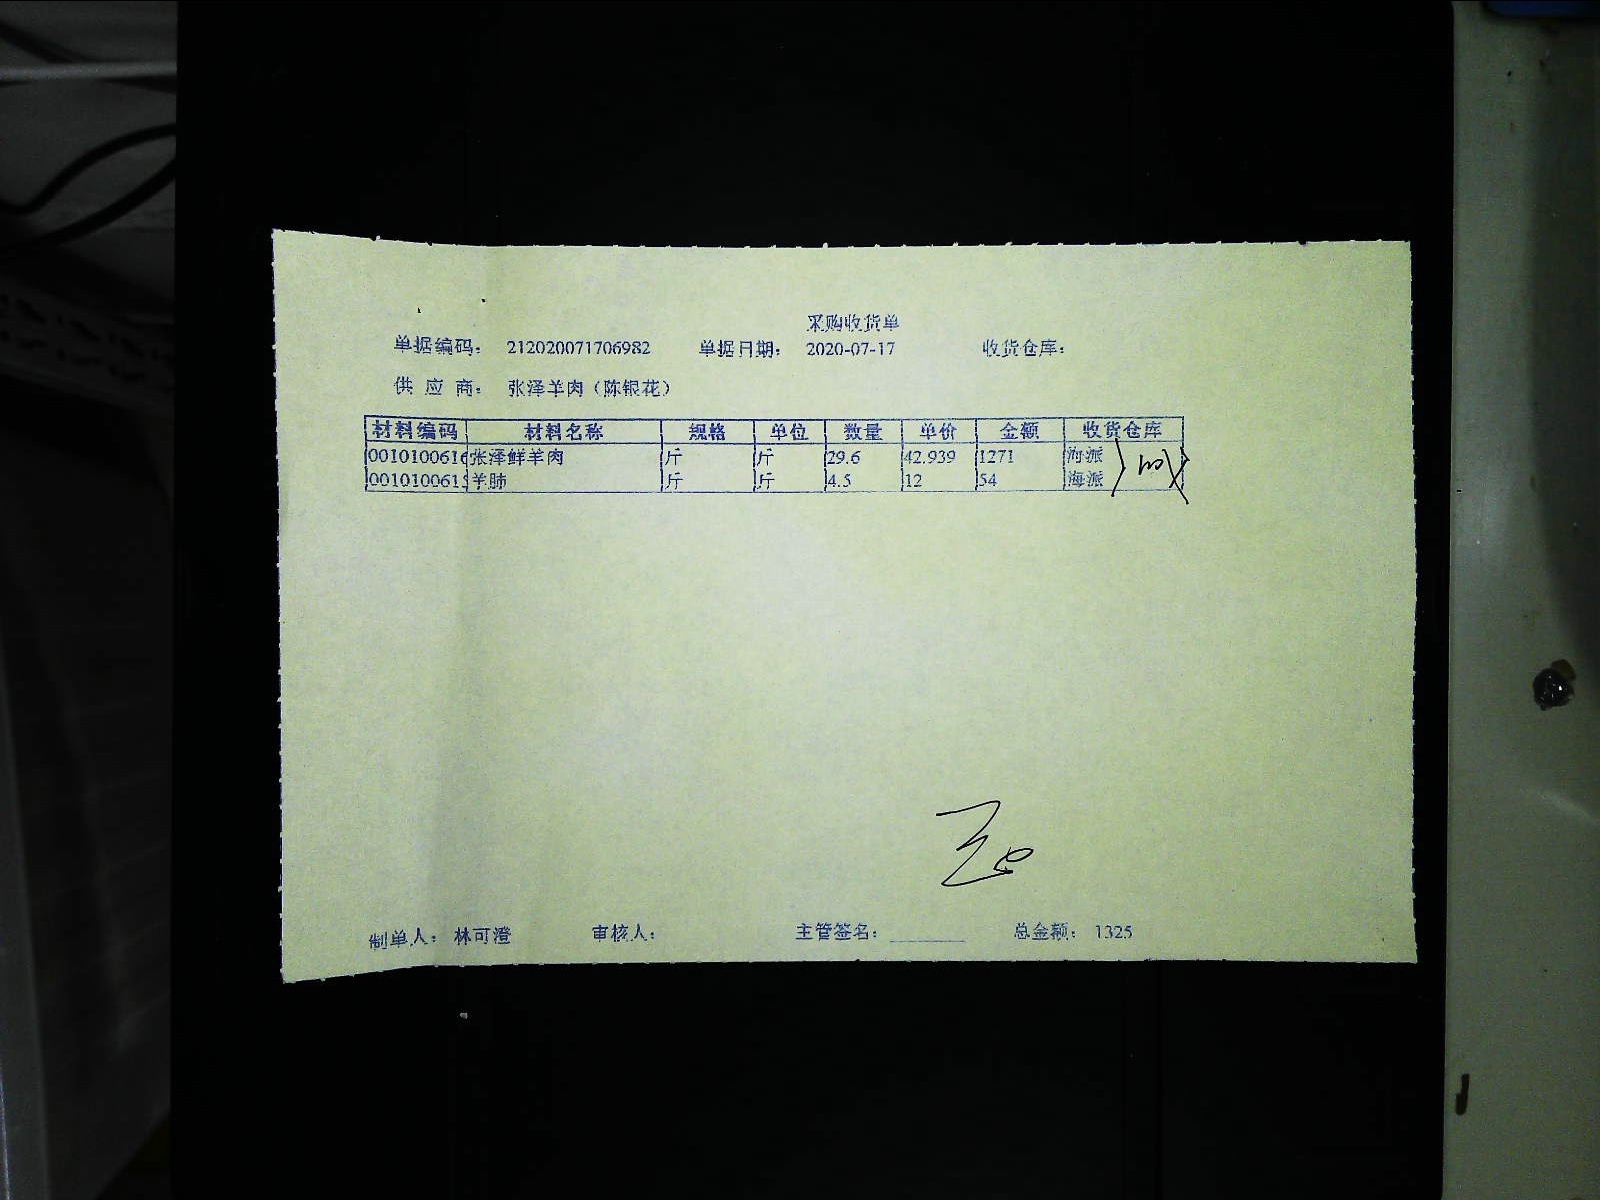 采购收货单
单据编码： 212020071706982 单据日期： 2020-07-17 收货仓库：
供 应 商： 张泽羊肉（陈银花）
材料编码 材料名称 规格 单位 数量 单价 金额 收货仓库
0010100616 张泽鲜羊肉 斤 斤 29.6 42.939 1271 海派
0010100615 羊肺 斤 斤 4.5 12 54 海派
制单人： 林可澄 审核人： 主管签名： 总金额： 1325